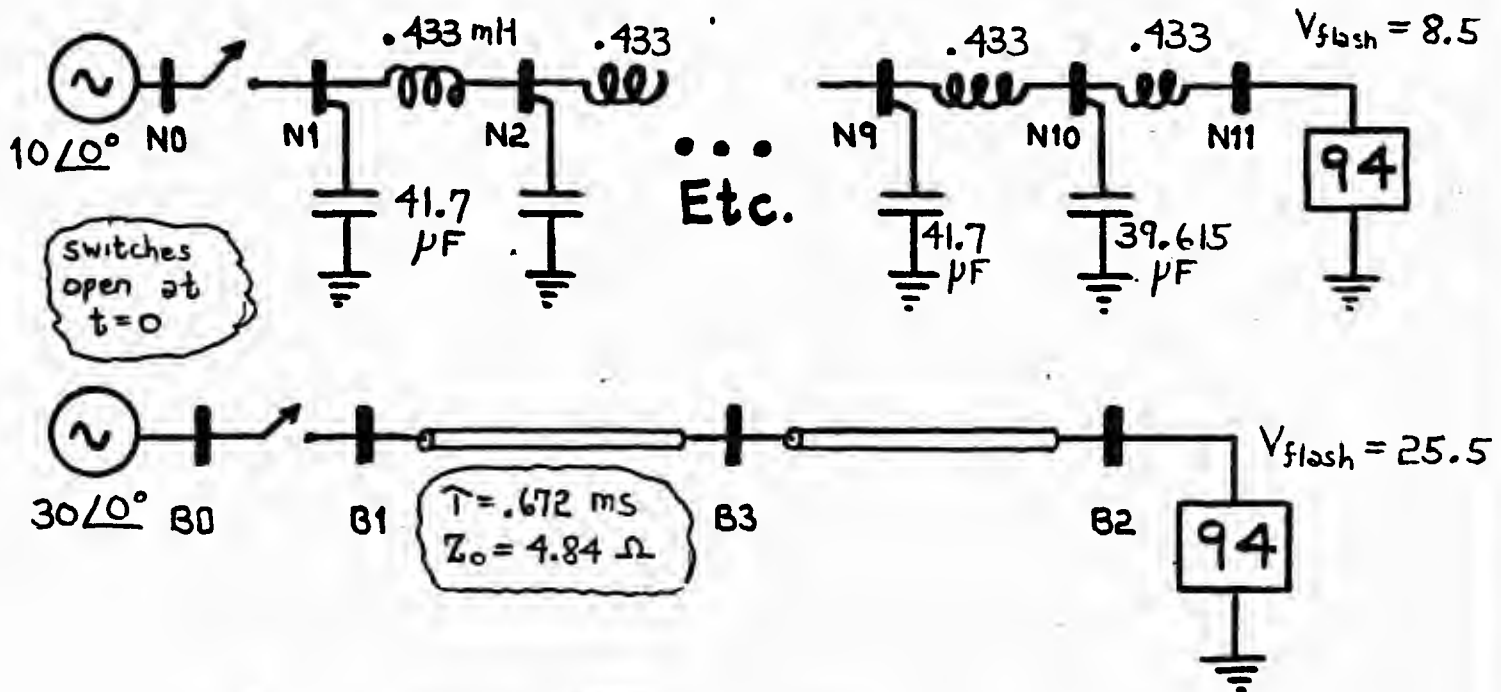 .433 mH
.433
.433
.433
Vflash = 8.5
10∠0°
N0
N1
N2
N9
N10
N11
94
41.7 µF
• • •
Etc.
41.7 µF
39.615 µF
switches
open at
t=0
30∠0°
B0
B1
T = .672 ms
Z₀ = 4.84 Ω
B3
B2
Vflash = 25.5
94